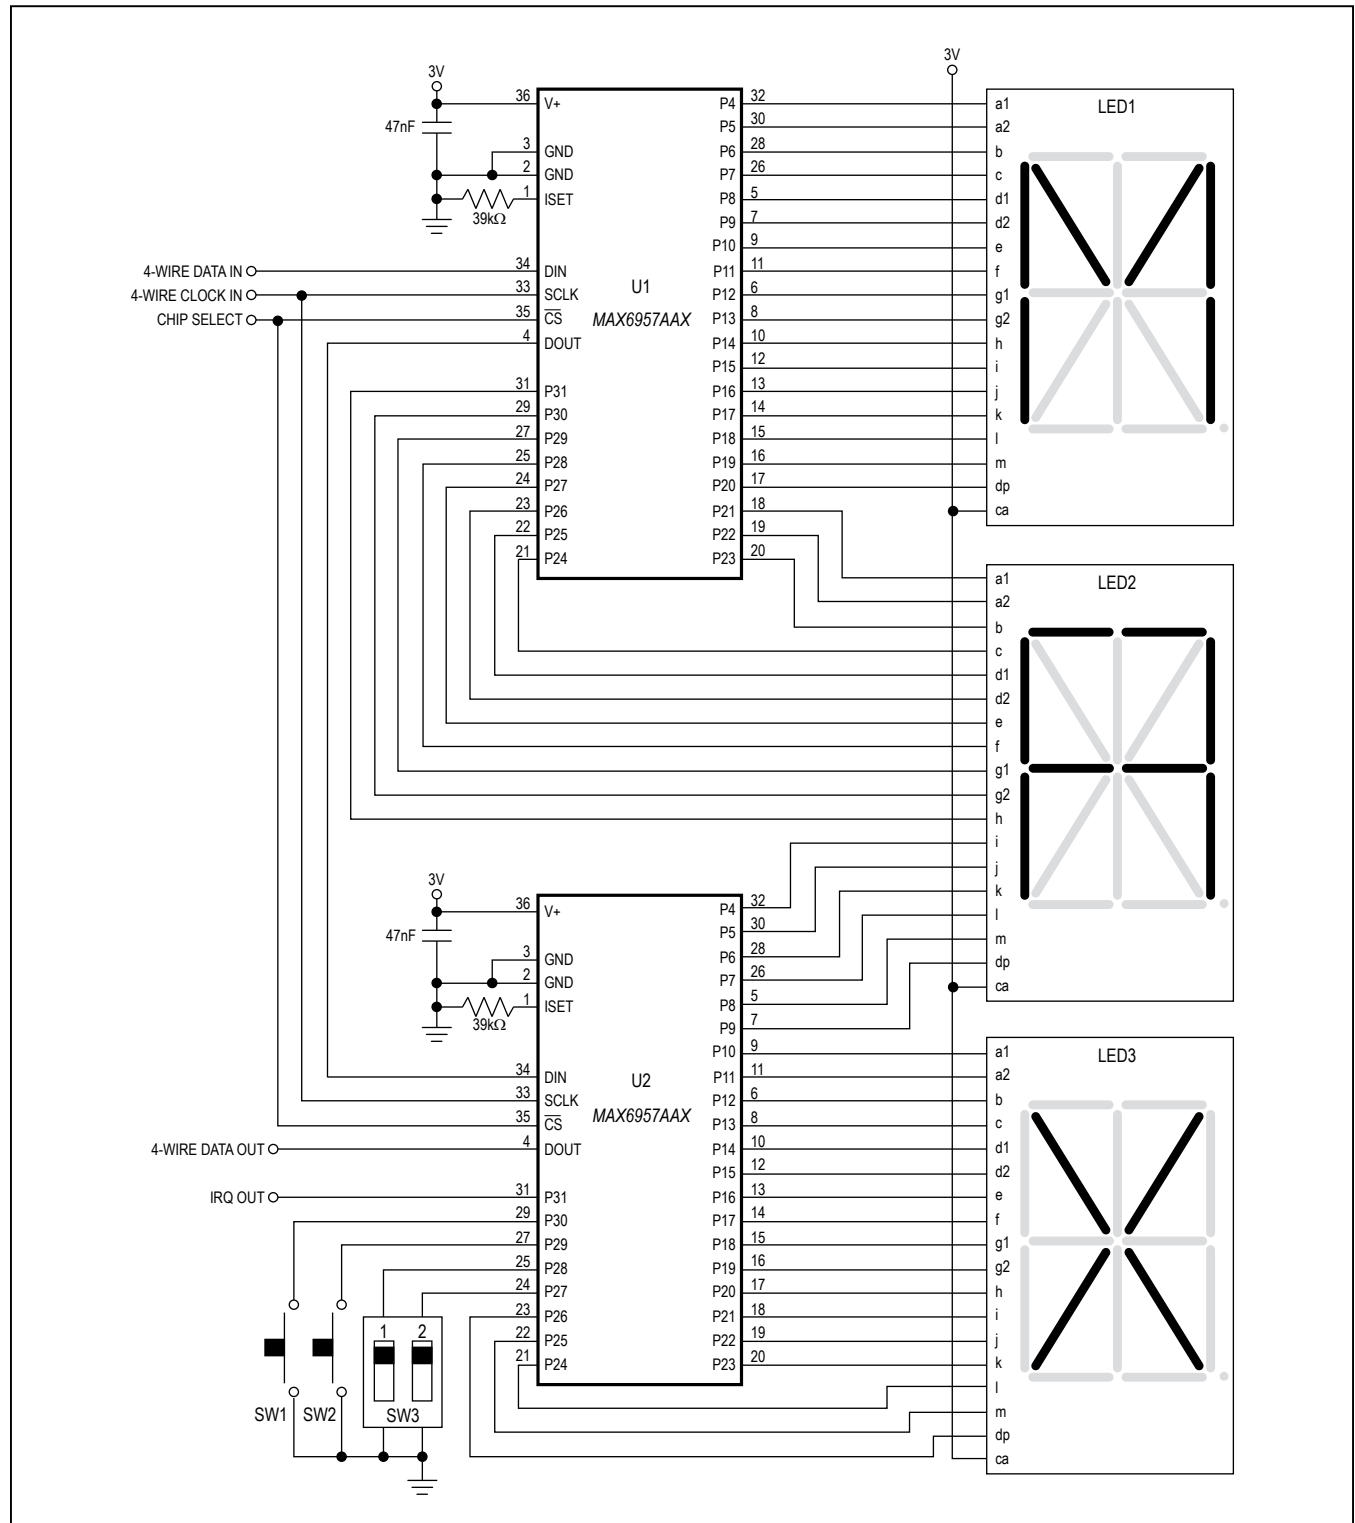 3V
47nF
39kΩ
36 V+
3 GND
2 GND
1 ISET
4-WIRE DATA IN 34 DIN
4-WIRE CLOCK IN 33 SCLK
CHIP SELECT 35 CS
4 DOUT
31 P31
29 P30
27 P29
25 P28
24 P27
23 P26
22 P25
21 P24
U1
MAX6957AAX
P4 32
P5 30
P6 28
P7 26
P8 5
P9 7
P10 9
P11 11
P12 6
P13 8
P14 10
P15 12
P16 13
P17 14
P18 15
P19 16
P20 17
P21 18
P22 19
P23 20
3V
LED1
a1
a2
b
c
d1
d2
e
f
g1
g2
h
i
j
k
l
m
dp
ca
LED2
a1
a2
b
c
d1
d2
e
f
g1
g2
h
i
j
k
l
m
dp
ca
3V
47nF
39kΩ
36 V+
3 GND
2 GND
1 ISET
34 DIN
33 SCLK
35 CS
4-WIRE DATA OUT 4 DOUT
IRQ OUT 31 P31
29 P30
27 P29
25 P28
24 P27
23 P26
22 P25
21 P24
U2
MAX6957AAX
P4 32
P5 30
P6 28
P7 26
P8 5
P9 7
P10 9
P11 11
P12 6
P13 8
P14 10
P15 12
P16 13
P17 14
P18 15
P19 16
P20 17
P21 18
P22 19
P23 20
1 2
SW1 SW2 SW3
LED3
a1
a2
b
c
d1
d2
e
f
g1
g2
h
i
j
k
l
m
dp
ca